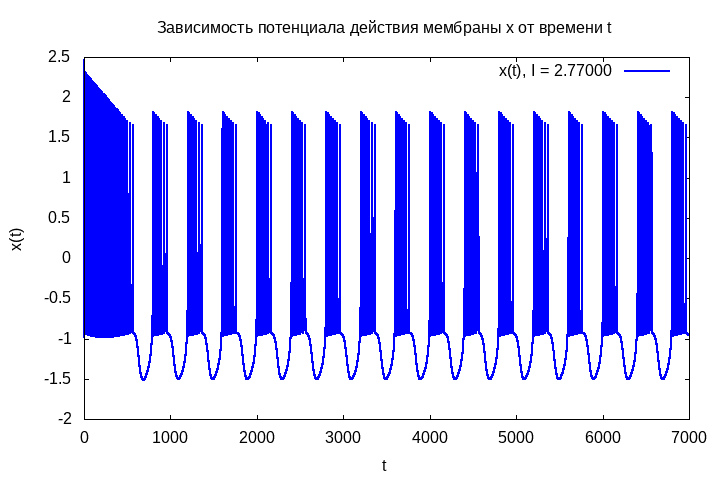 Зависимость потенциала действия мембраны x от времени t
x(t), I = 2.77000
2.5
2
1.5
1
0.5
0
-0.5
-1
-1.5
-2
x(t)
0 1000 2000 3000 4000 5000 6000 7000
t